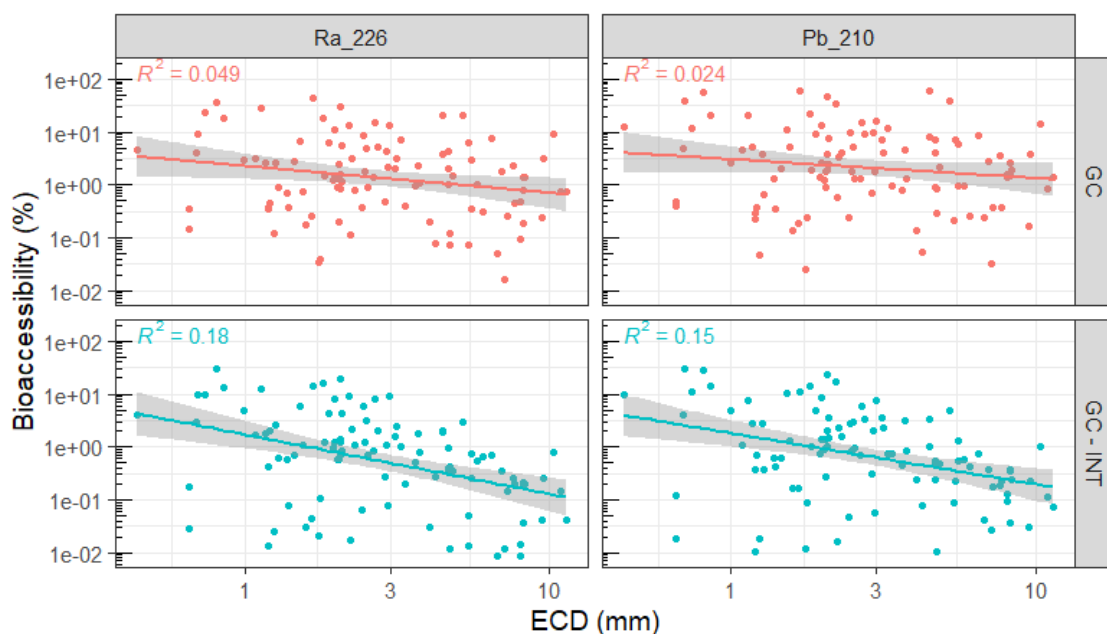 Ra_226
Pb_210
Bioaccessibility (%)
1e+02
1e+01
1e+00
1e-01
1e-02
R² = 0.049
R² = 0.024
GC
1e+02
1e+01
1e+00
1e-01
1e-02
R² = 0.18
R² = 0.15
GC - INT
1
3
10
1
3
10
ECD (mm)